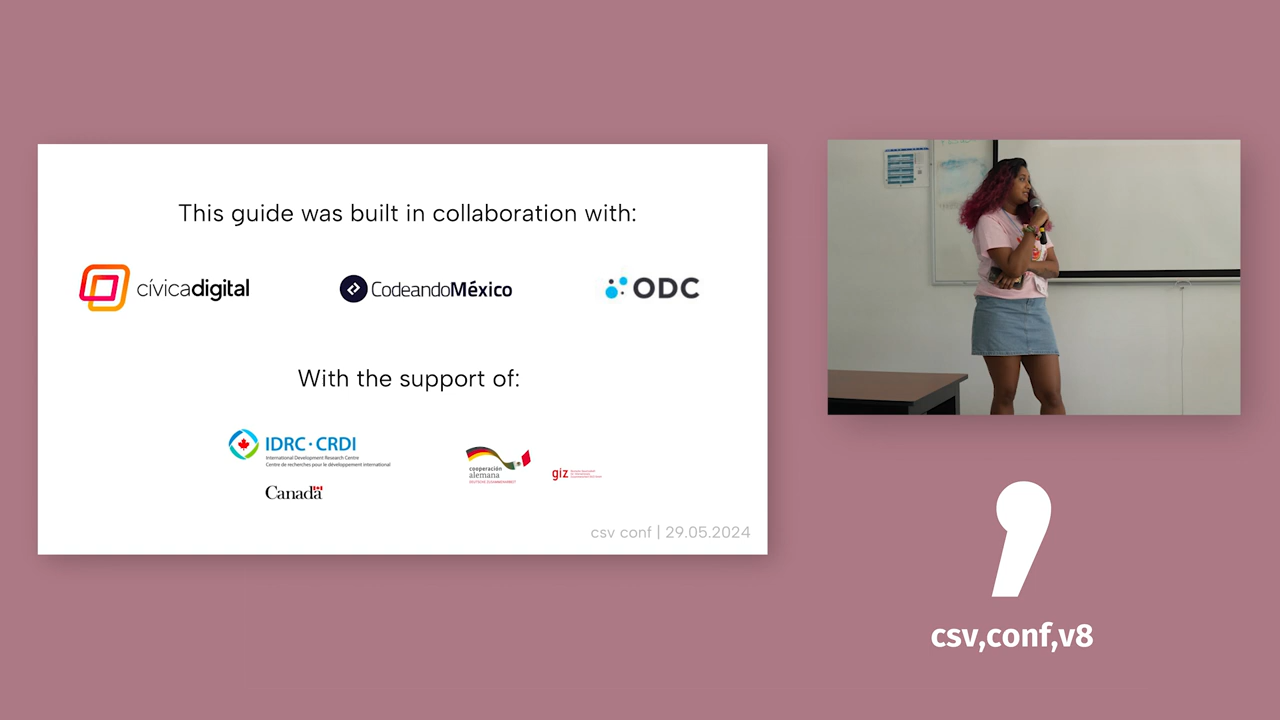 This guide was built in collaboration with:
cívicadigital
CodeandoMéxico
ODC
With the support of:
IDRC · CRDI
International Development Research Centre
Centre de recherches pour le développement international
Canada
cooperación
alemana
DEUTSCHE ZUSAMMENARBEIT
giz
csv conf | 29.05.2024
csv,conf,v8